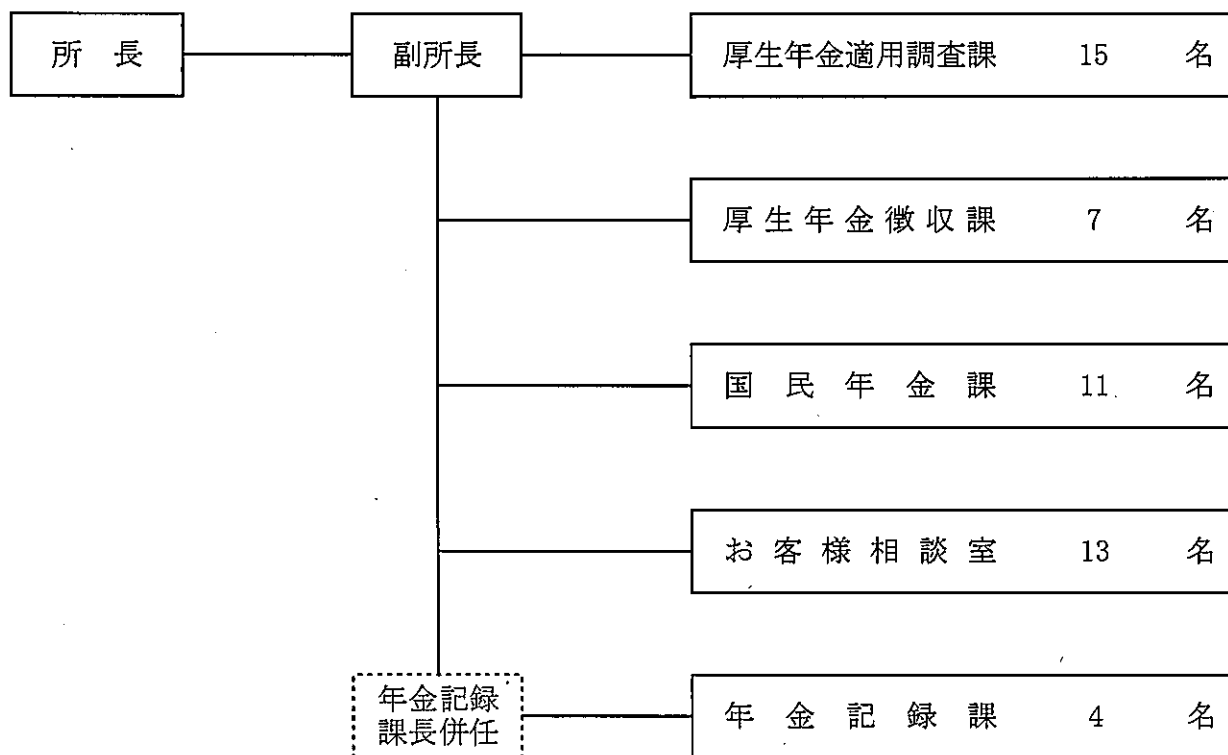 所長
副所長
厚生年金適用調査課 15 名
厚生年金徴収課 7 名
国民年金課 11 名
お客様相談室 13 名
年金記録
課長併任
年金記録課 4 名